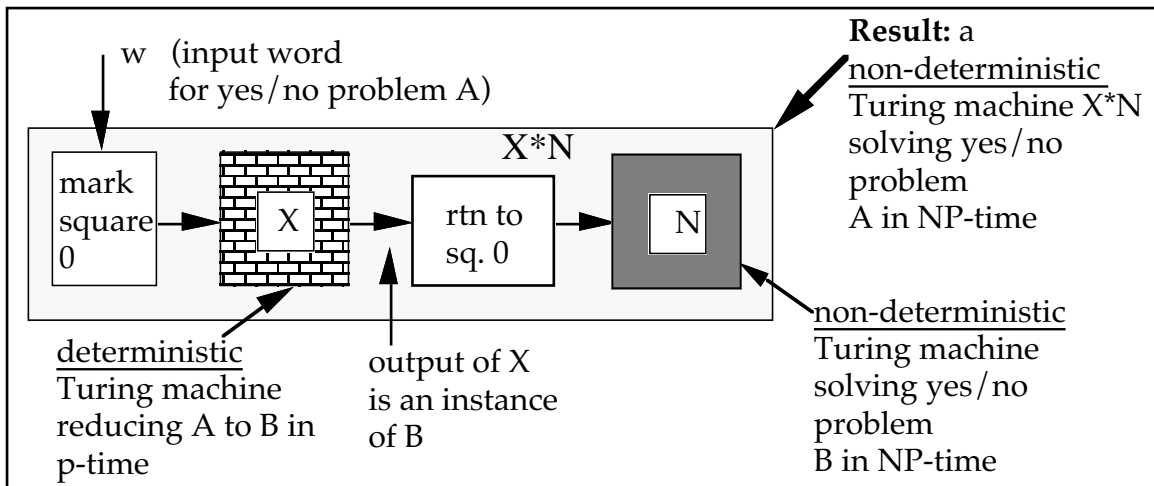 w (input word
for yes/no problem A)
Result: a
non-deterministic
Turing machine X*N
solving yes/no
problem
A in NP-time
X*N
mark
square
0
X
rtn to
sq. 0
N
deterministic
Turing machine
reducing A to B in
p-time
output of X
is an instance
of B
non-deterministic
Turing machine
solving yes/no
problem
B in NP-time